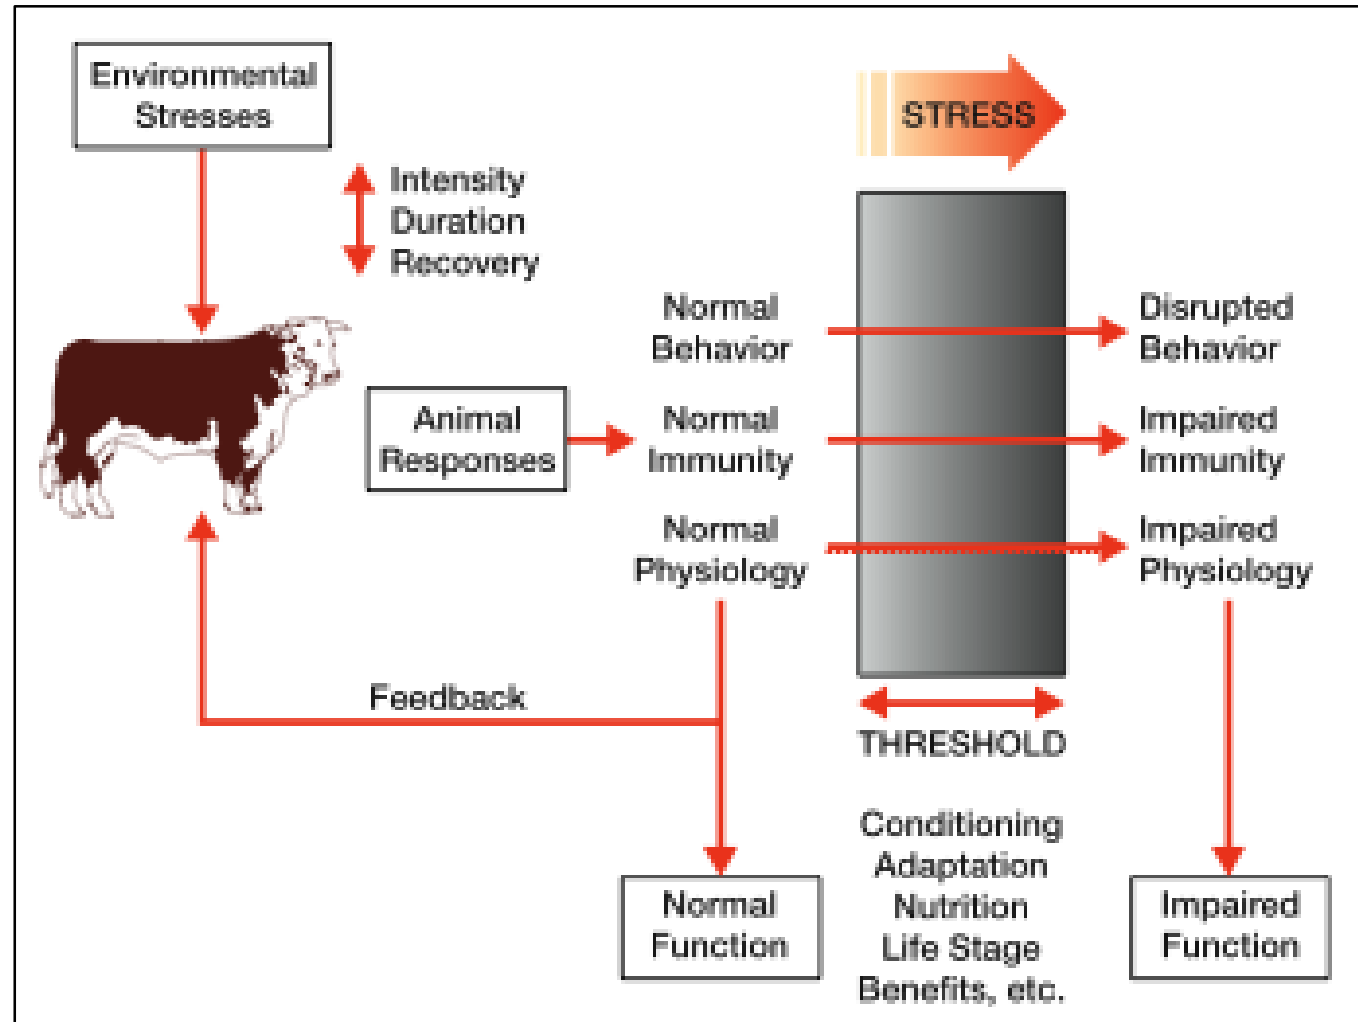 Environmental
Stresses
Intensity
Duration
Recovery
STRESS
Animal
Responses
Normal
Behavior
Normal
Immunity
Normal
Physiology
Disrupted
Behavior
Impaired
Immunity
Impaired
Physiology
Feedback
THRESHOLD
Conditioning
Adaptation
Nutrition
Life Stage
Benefits, etc.
Normal
Function
Impaired
Function